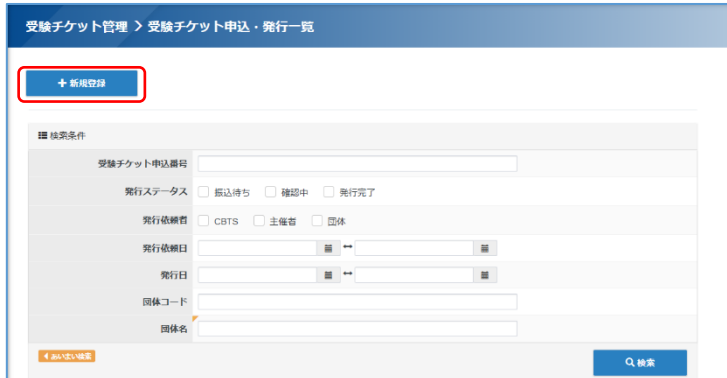 受験チケット管理 > 受験チケット申込・発行一覧
+ 新規登録
検索条件
受験チケット申込番号
発行ステータス 振込待ち 確認中 発行完了
発行依頼者 CBTS 主催者 団体
発行依頼日
発行日
団体コード
団体名
あいまい検索 検索